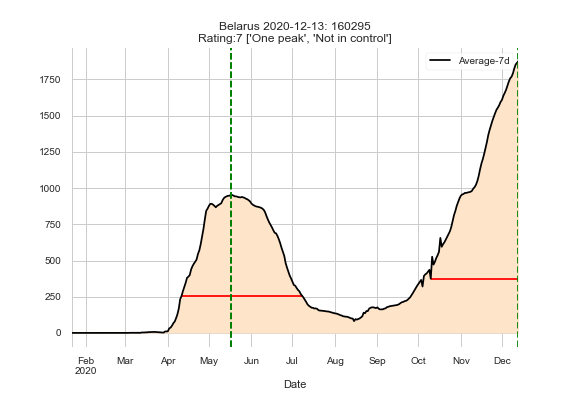 Belarus 2020-12-13: 160295
Rating:7 ['One peak', 'Not in control']
Average-7d
1750
1500
1250
1000
750
500
250
0
Feb Mar Apr May Jun Jul Aug Sep Oct Nov Dec
2020
Date